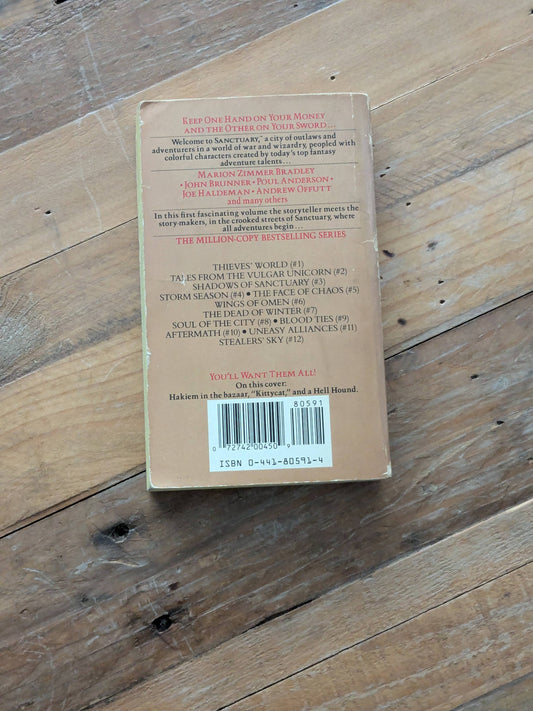 KEEP ONE HAND ON YOUR MONEY
AND THE OTHER ON YOUR SWORD...
Welcome to SANCTUARY,™ a city of outlaws and
adventurers in a world of war and wizardry, peopled with
colorful characters created by today's top fantasy
adventure talents...
MARION ZIMMER BRADLEY
• JOHN BRUNNER • POUL ANDERSON •
JOE HALDEMAN • ANDREW OFFUTT
and many others
In this first fascinating volume the storyteller meets the
story-makers, in the crooked streets of Sanctuary, where
all adventures begin...
THE MILLION-COPY BESTSELLING SERIES
THIEVES' WORLD (#1)
TALES FROM THE VULGAR UNICORN (#2)
SHADOWS OF SANCTUARY (#3)
STORM SEASON (#4) • THE FACE OF CHAOS (#5)
WINGS OF OMEN (#6)
THE DEAD OF WINTER (#7)
SOUL OF THE CITY (#8) • BLOOD TIES (#9)
AFTERMATH (#10) • UNEASY ALLIANCES (#11)
STEALERS' SKY (#12)
YOU'LL WANT THEM ALL!
On this cover:
Hakiem in the bazaar, "Kittycat," and a Hell Hound.
80591
0 72742 00450 9
ISBN 0-441-80591-4